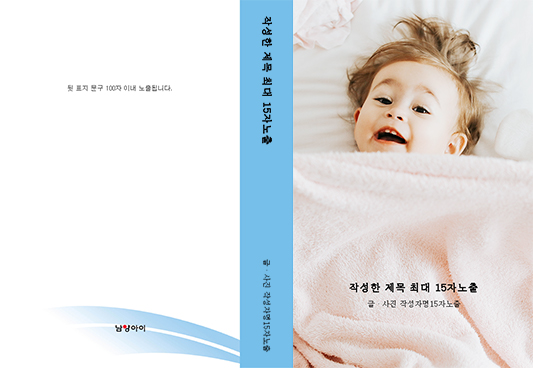 뒷 표지 문구 100자 이내 노출됩니다.
남양아이
작성한 제목 최대 15자노출
글 · 사진 작성자명15자노출
작성한 제목 최대 15자노출
글 · 사진 작성자명15자노출